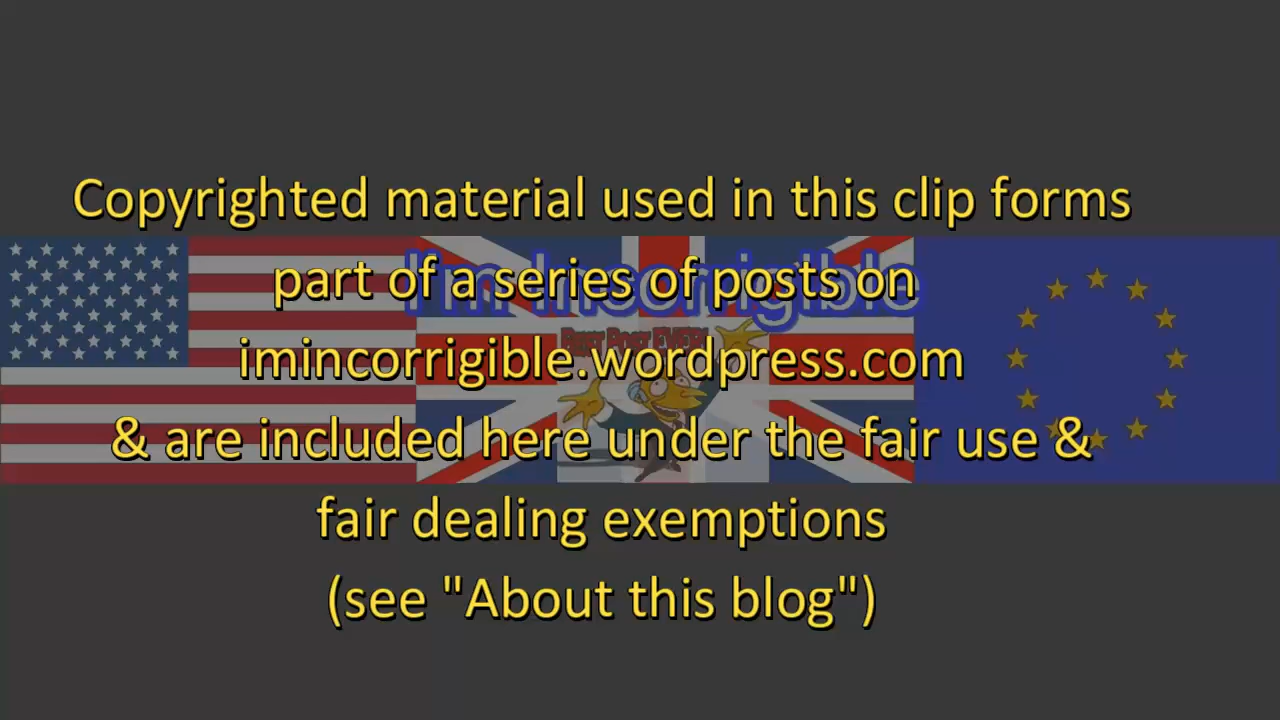 Copyrighted material used in this clip forms
part of a series of posts on
I'm Incorrigible
imincorrigible.wordpress.com
& are included here under the fair use &
fair dealing exemptions
(see "About this blog")